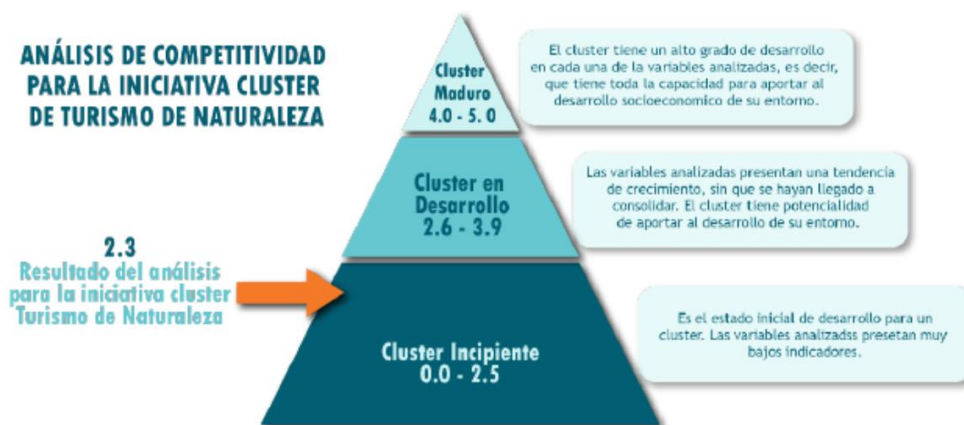 ANÁLISIS DE COMPETITIVIDAD
PARA LA INICIATIVA CLUSTER
DE TURISMO DE NATURALEZA
Cluster
Maduro
4.0 - 5. 0
El cluster tiene un alto grado de desarrollo
en cada una de la variables analizadas, es decir,
que tiene toda la capacidad para aportar al
desarrollo socioeconomico de su entorno.
Cluster en
Desarrollo
2.6 - 3.9
Las variables analizadas presentan una tendencia
de crecimiento, sin que se hayan llegado a
consolidar. El cluster tiene potencialidad
de aportar al desarrollo de su entorno.
2.3
Resultado del análisis
para la iniciativa cluster
Turismo de Naturaleza
Cluster Incipiente
0.0 - 2.5
Es el estado inicial de desarrollo para un
cluster. Las variables analizadss presetan muy
bajos indicadores.